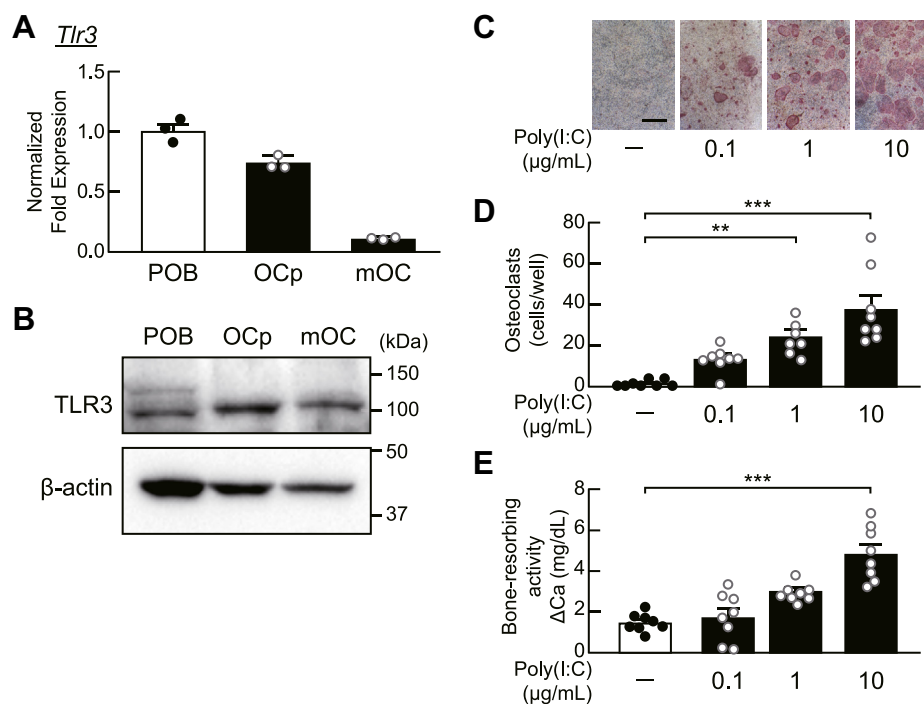 A
Tlr3
Normalized
Fold Expression
1.5
1.0
0.5
0.0
POB OCp mOC
B
POB OCp mOC (kDa)
TLR3
150
100
β-actin
50
37
C
Poly(I:C)
(μg/mL)
— 0.1 1 10
D
Osteoclasts
(cells/well)
80
60
40
20
0
***
**
Poly(I:C)
(μg/mL)
— 0.1 1 10
E
Bone-resorbing
activity
ΔCa (mg/dL)
8
6
4
2
0
***
Poly(I:C)
(μg/mL)
— 0.1 1 10